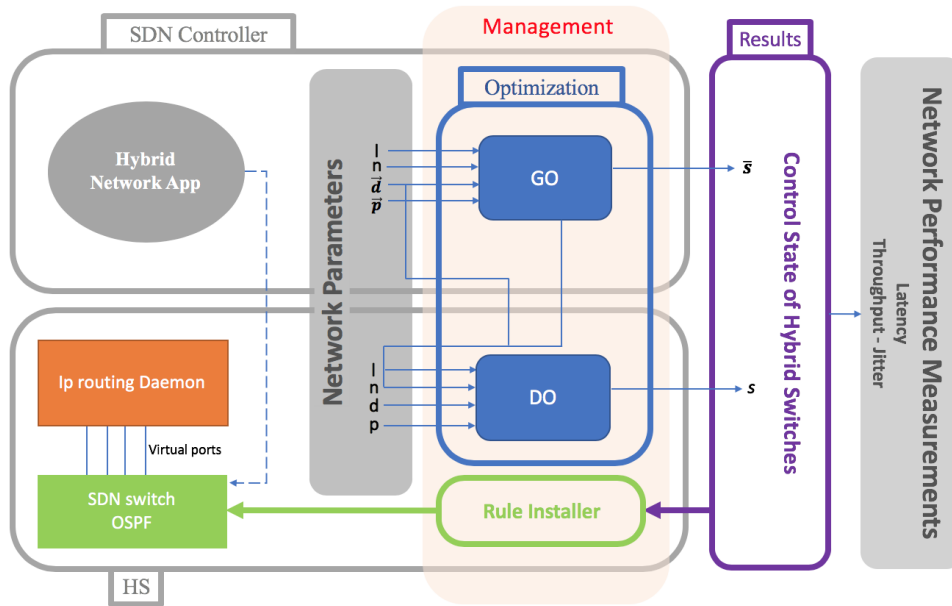 SDN Controller
Management
Results
Optimization
Hybrid
Network App
Network Parameters
l
n
d⃗
p⃗
GO
s̅
l
n
d
p
DO
s
Control State of Hybrid Switches
Network Performance Measurements
Latency
Throughput - Jitter
Ip routing Daemon
Virtual ports
SDN switch
OSPF
Rule Installer
HS